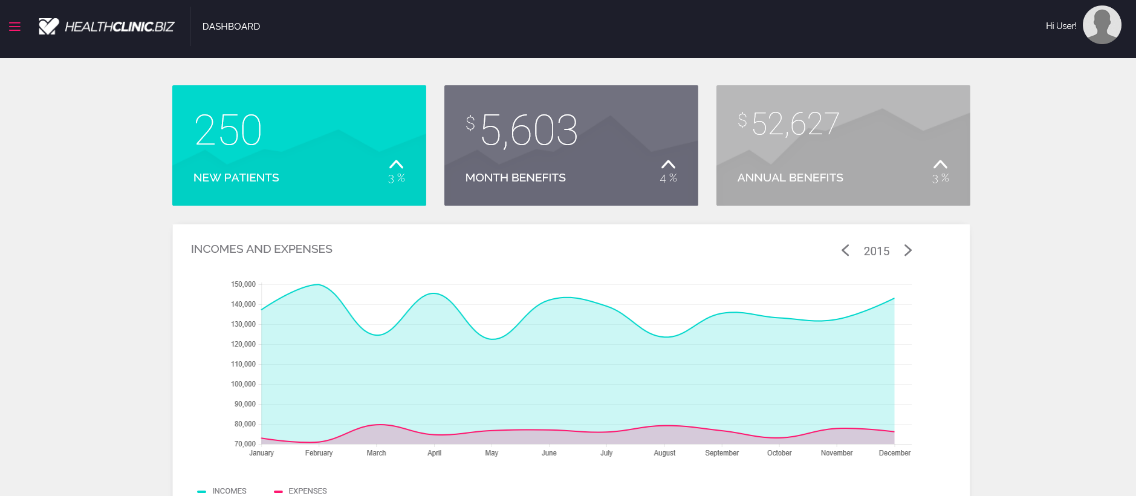 HEALTHCLINIC.BIZ
DASHBOARD
Hi User!
250
NEW PATIENTS
3 %
$ 5,603
MONTH BENEFITS
4 %
$ 52,627
ANNUAL BENEFITS
3 %
INCOMES AND EXPENSES
2015
150,000
140,000
130,000
120,000
110,000
100,000
90,000
80,000
70,000
January February March April May June July August September October November December
INCOMES EXPENSES